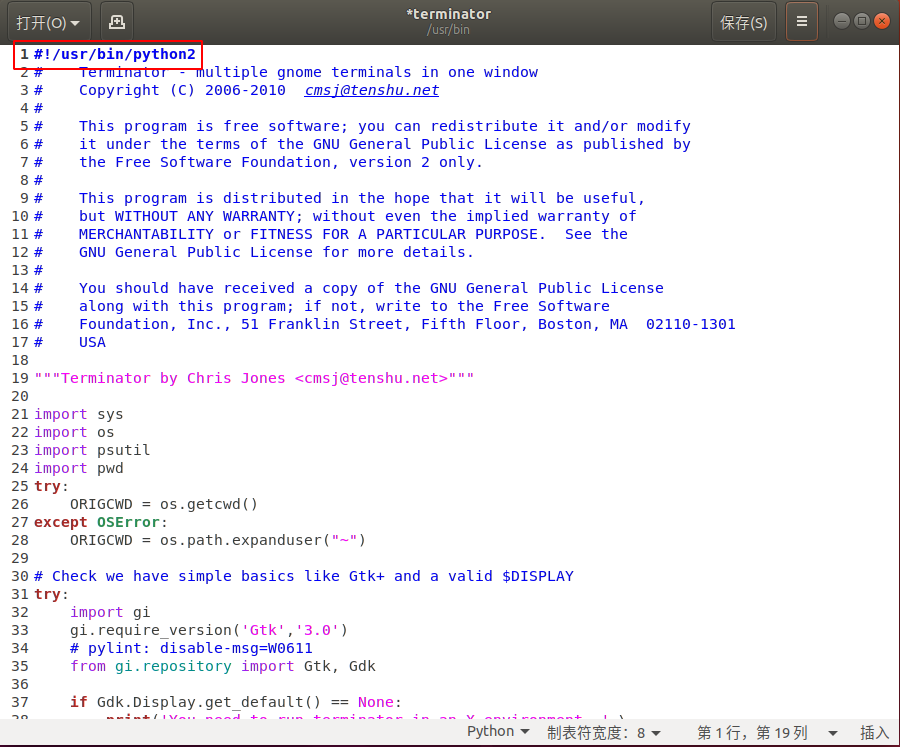 打开(O)
*terminator
/usr/bin
保存(S)
1 #!/usr/bin/python2
2 #    Terminator - multiple gnome terminals in one window
3 #    Copyright (C) 2006-2010  cmsj@tenshu.net
4 #
5 #    This program is free software; you can redistribute it and/or modify
6 #    it under the terms of the GNU General Public License as published by
7 #    the Free Software Foundation, version 2 only.
8 #
9 #    This program is distributed in the hope that it will be useful,
10 #    but WITHOUT ANY WARRANTY; without even the implied warranty of
11 #    MERCHANTABILITY or FITNESS FOR A PARTICULAR PURPOSE.  See the
12 #    GNU General Public License for more details.
13 #
14 #    You should have received a copy of the GNU General Public License
15 #    along with this program; if not, write to the Free Software
16 #    Foundation, Inc., 51 Franklin Street, Fifth Floor, Boston, MA  02110-1301
17 #    USA
18
19 """Terminator by Chris Jones <cmsj@tenshu.net>"""
20
21 import sys
22 import os
23 import psutil
24 import pwd
25 try:
26     ORIGCWD = os.getcwd()
27 except OSError:
28     ORIGCWD = os.path.expanduser("~")
29
30 # Check we have simple basics like Gtk+ and a valid $DISPLAY
31 try:
32     import gi
33     gi.require_version('Gtk','3.0')
34     # pylint: disable-msg=W0611
35     from gi.repository import Gtk, Gdk
36
37     if Gdk.Display.get_default() == None:
38         print('You need to run terminator in an X environment.
Python
制表符宽度：8
第 1 行，第 19 列
插入